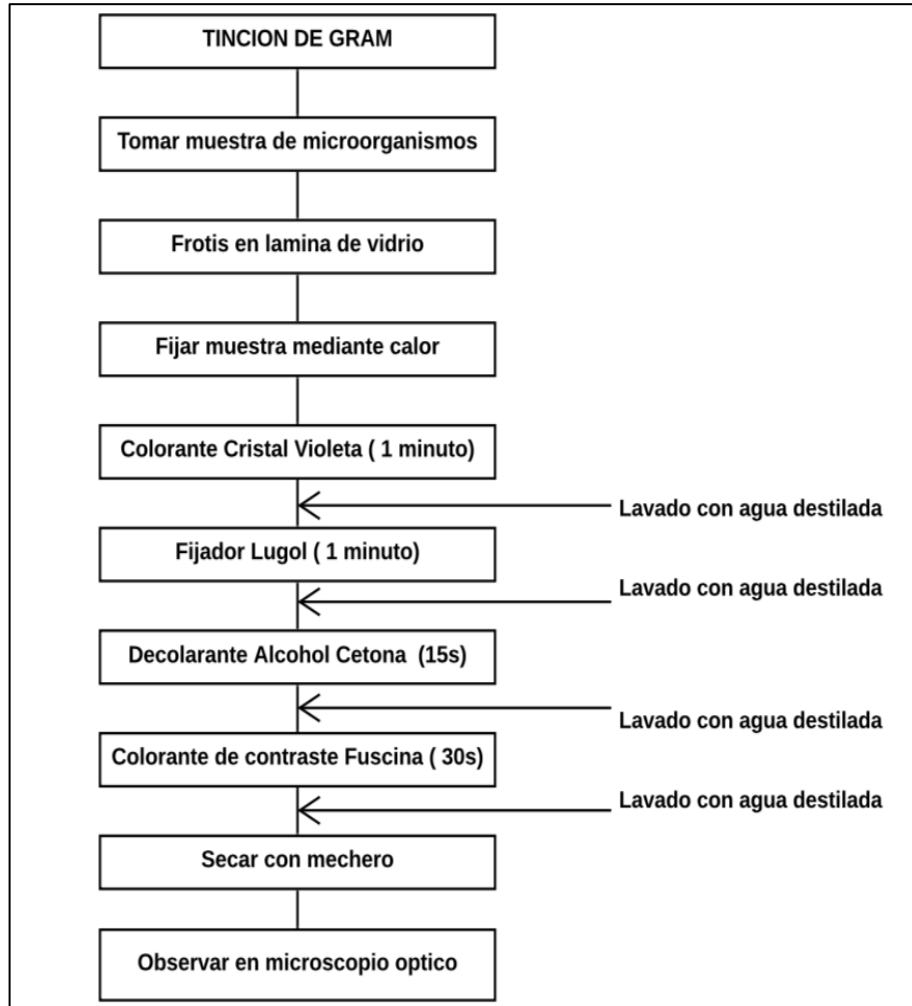 TINCION DE GRAM
Tomar muestra de microorganismos
Frotis en lamina de vidrio
Fijar muestra mediante calor
Colorante Cristal Violeta ( 1 minuto)
Lavado con agua destilada
Fijador Lugol ( 1 minuto)
Lavado con agua destilada
Decolarante Alcohol Cetona (15s)
Lavado con agua destilada
Colorante de contraste Fuscina ( 30s)
Lavado con agua destilada
Secar con mechero
Observar en microscopio optico